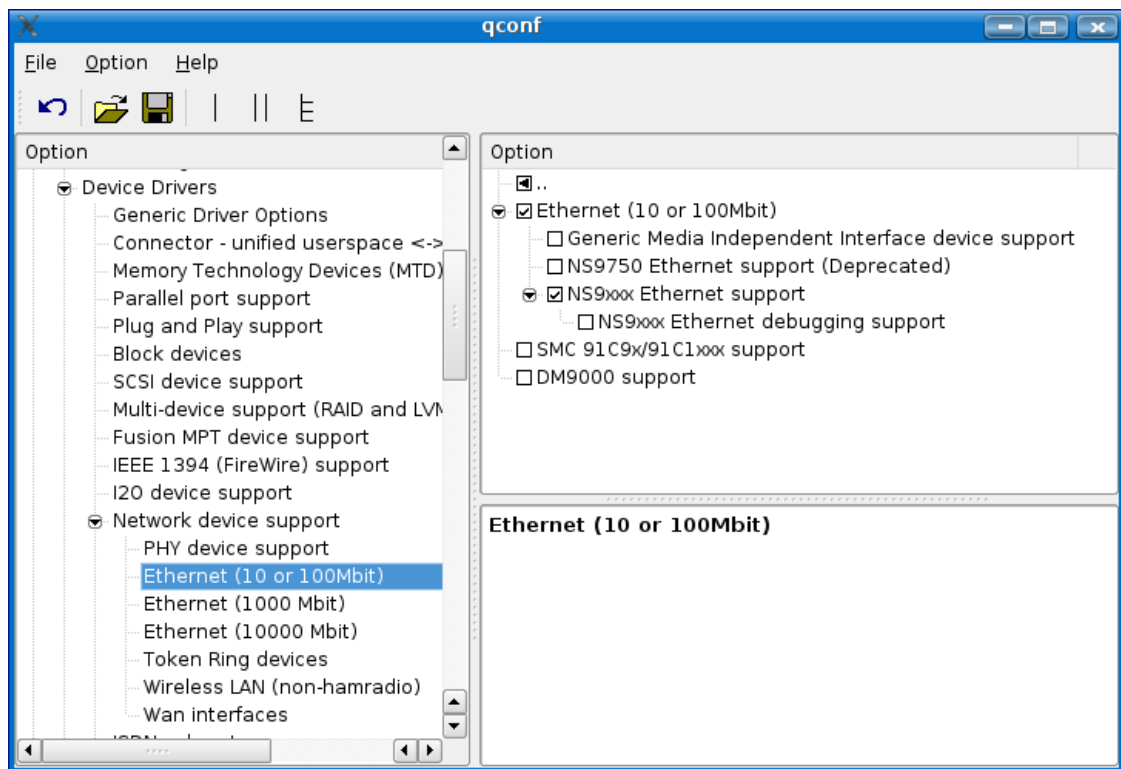 qconf
File Option Help
Option
Device Drivers
Generic Driver Options
Connector - unified userspace <->
Memory Technology Devices (MTD)
Parallel port support
Plug and Play support
Block devices
SCSI device support
Multi-device support (RAID and LVM
Fusion MPT device support
IEEE 1394 (FireWire) support
I2O device support
Network device support
PHY device support
Ethernet (10 or 100Mbit)
Ethernet (1000 Mbit)
Ethernet (10000 Mbit)
Token Ring devices
Wireless LAN (non-hamradio)
Wan interfaces
Option
..
Ethernet (10 or 100Mbit)
Generic Media Independent Interface device support
NS9750 Ethernet support (Deprecated)
NS9xxx Ethernet support
NS9xxx Ethernet debugging support
SMC 91C9x/91C1xxx support
DM9000 support
Ethernet (10 or 100Mbit)